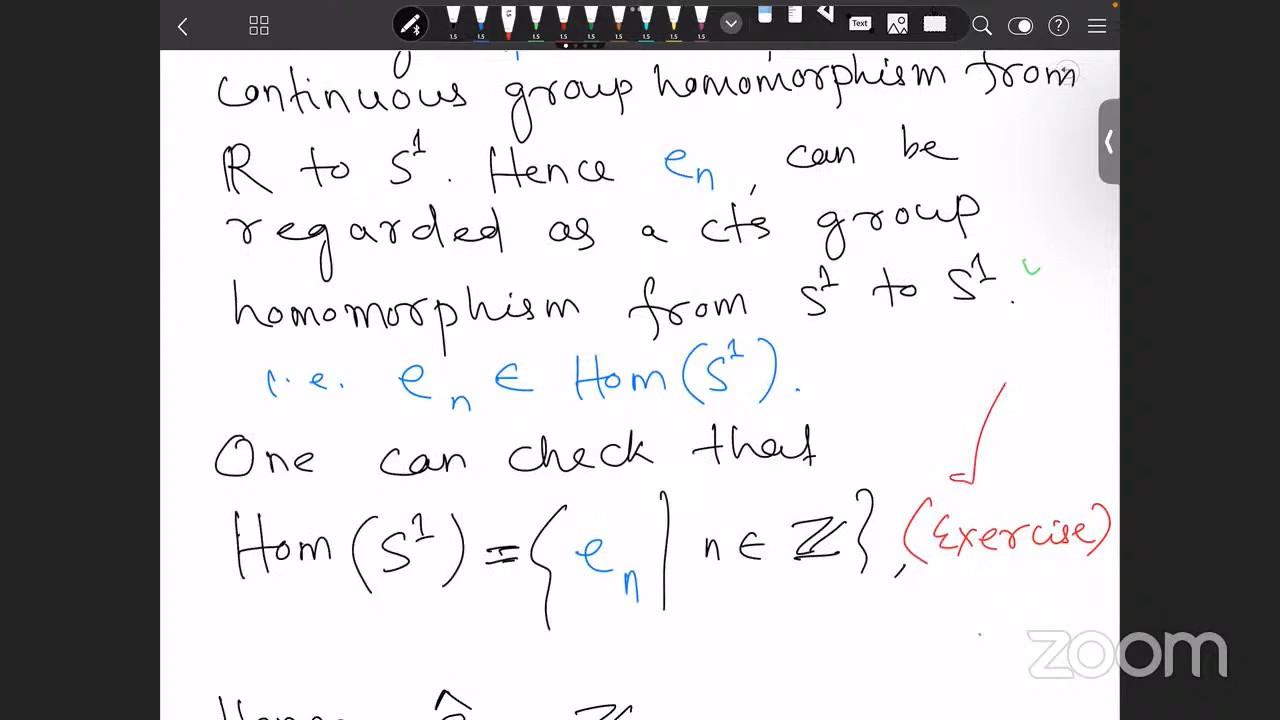 continuous group homomorphism from
R to S¹. Hence eₙ, can be
regarded as a cts group
homomorphism from S¹ to S¹.
i.e. eₙ ∈ Hom(S¹).
One can check that
Hom(S¹) = {eₙ | n ∈ ℤ}, (Exercise)
zoom